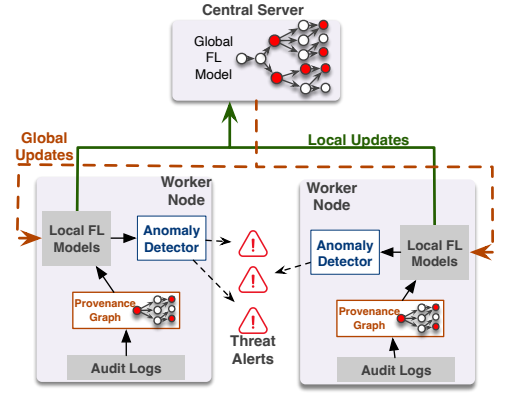 Central Server
Global
FL
Model
Global
Updates
Local Updates
Worker
Node
Local FL
Models
Anomaly
Detector
Provenance
Graph
Audit Logs
Threat
Alerts
Worker
Node
Anomaly
Detector
Local FL
Models
Provenance
Graph
Audit Logs